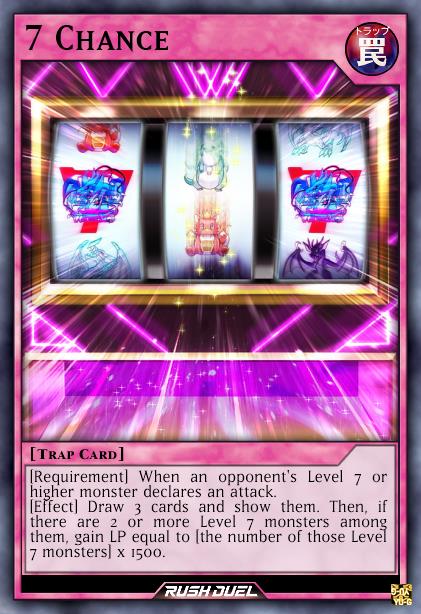 7 Chance
トラップ
罠
7
7
[Trap Card]
[Requirement] When an opponent's Level 7 or
higher monster declares an attack.
[Effect] Draw 3 cards and show them. Then, if
there are 2 or more Level 7 monsters among
them, gain LP equal to [the number of those Level
7 monsters] x 1500.
RUSH DUEL